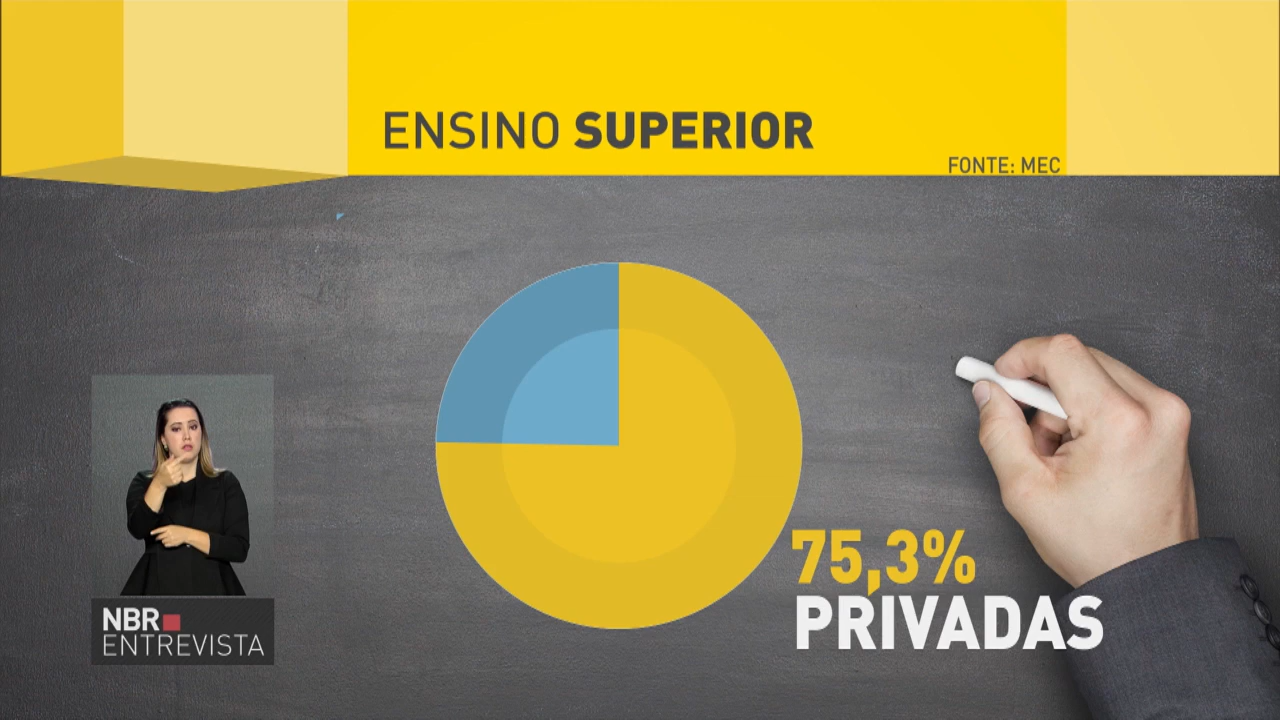 ENSINO SUPERIOR
FONTE: MEC
75,3%
PRIVADAS
NBR
ENTREVISTA